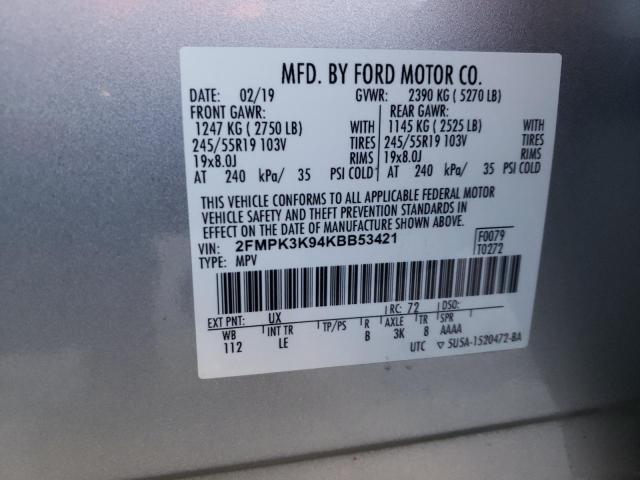 MFD. BY FORD MOTOR CO.
DATE: 02/19 GVWR: 2390 KG ( 5270 LB)
FRONT GAWR: REAR GAWR:
1247 KG ( 2750 LB) WITH 1145 KG ( 2525 LB) WITH
245/55R19 103V TIRES 245/55R19 103V TIRES
19x8.0J RIMS 19x8.0J RIMS
AT 240 kPa/ 35 PSI COLD AT 240 kPa/ 35 PSI COLD
THIS VEHICLE CONFORMS TO ALL APPLICABLE FEDERAL MOTOR
VEHICLE SAFETY AND THEFT PREVENTION STANDARDS IN
EFFECT ON THE DATE OF MANUFACTURE SHOWN ABOVE.
VIN: 2FMPK3K94KBB53421 F0079
TYPE: MPV T0272
EXT PNT: UX RC: 72 DSO:
WB INT TR TP/PS R AXLE TR SPR
112 LE B 3K 8 AAAA
UTC ▽ 5U5A-1520472-BA